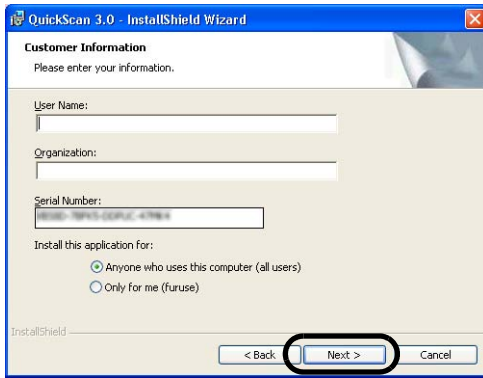 QuickScan 3.0 - InstallShield Wizard
Customer Information
Please enter your information.
User Name:
Organization:
Serial Number:
Install this application for:
Anyone who uses this computer (all users)
Only for me (furuse)
InstallShield
< Back Next > Cancel